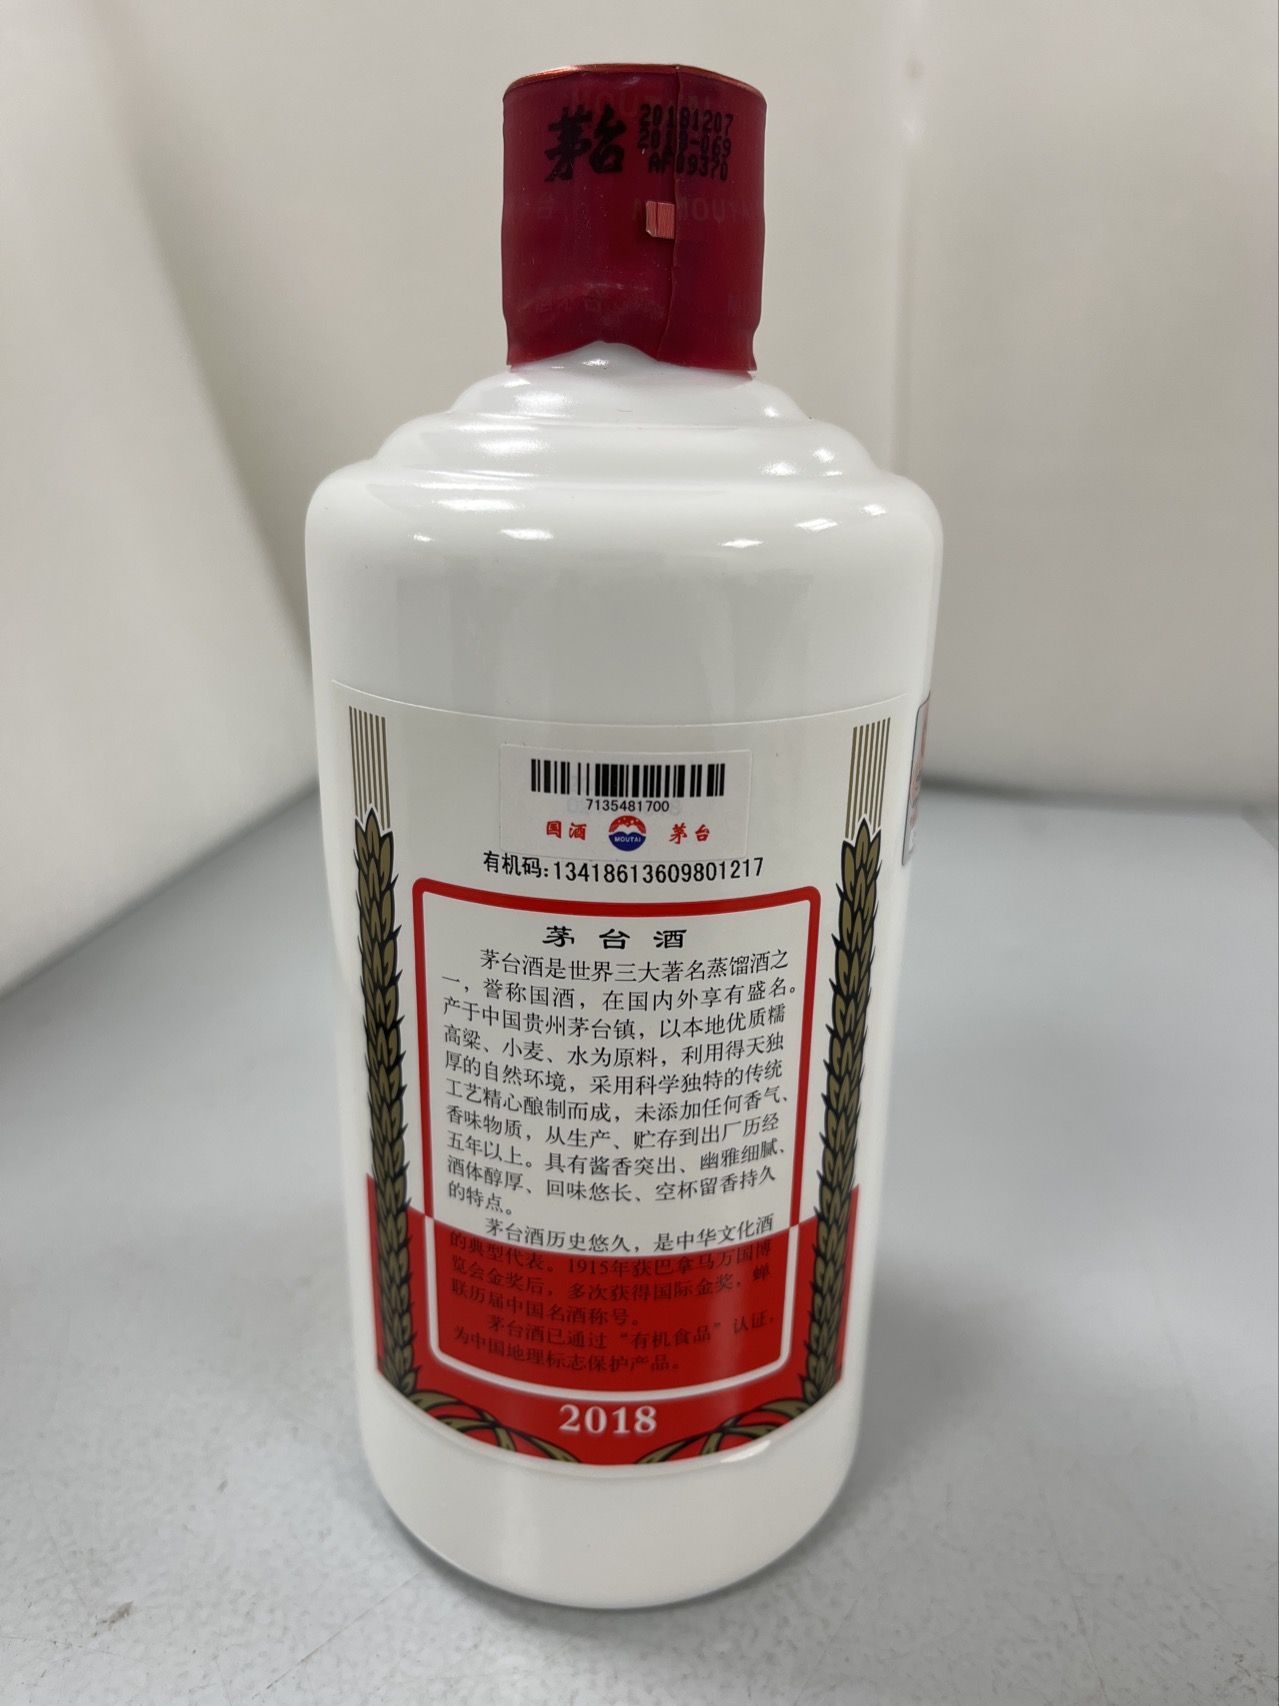 茅台
20181207
2018-069
AF09370
7135481700
国酒 MOUTAI 茅台
有机码:13418613609801217
茅台酒
茅台酒是世界三大著名蒸馏酒之
一，誉称国酒，在国内外享有盛名。
产于中国贵州茅台镇，以本地优质糯
高粱、小麦、水为原料，利用得天独
厚的自然环境，采用科学独特的传统
工艺精心酿制而成，未添加任何香气、
香味物质，从生产、贮存到出厂历经
五年以上。具有酱香突出、幽雅细腻、
酒体醇厚、回味悠长、空杯留香持久
的特点。
茅台酒历史悠久，是中华文化酒
的典型代表。1915年获巴拿马万国博
览会金奖后，多次获得国际金奖，蝉
联历届中国名酒称号。
茅台酒已通过“有机食品”认证，
为中国地理标志保护产品。
2018